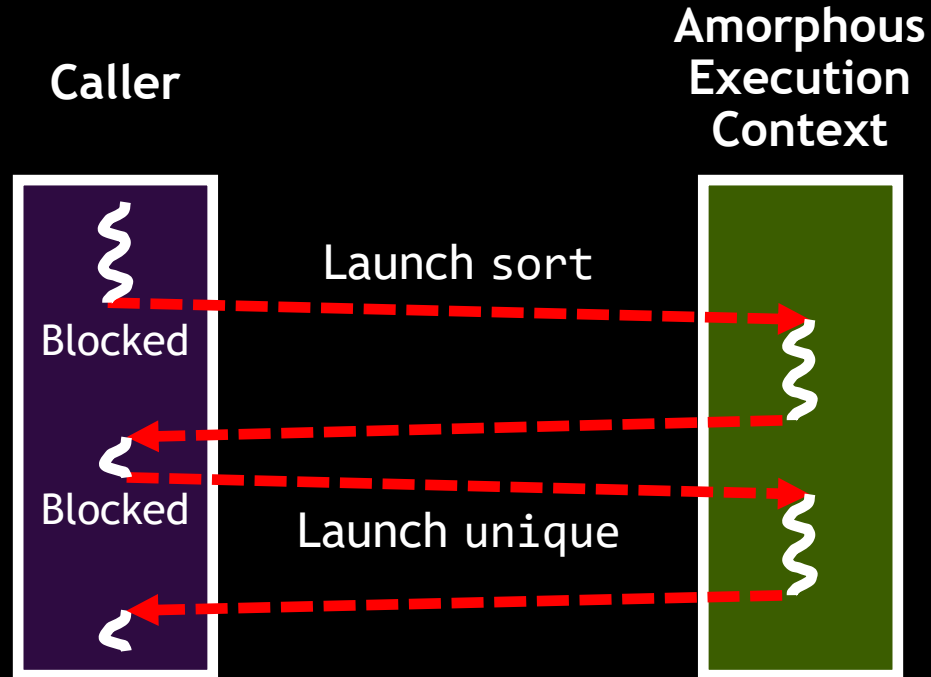 Caller
Amorphous
Execution
Context
Launch sort
Blocked
Blocked
Launch unique